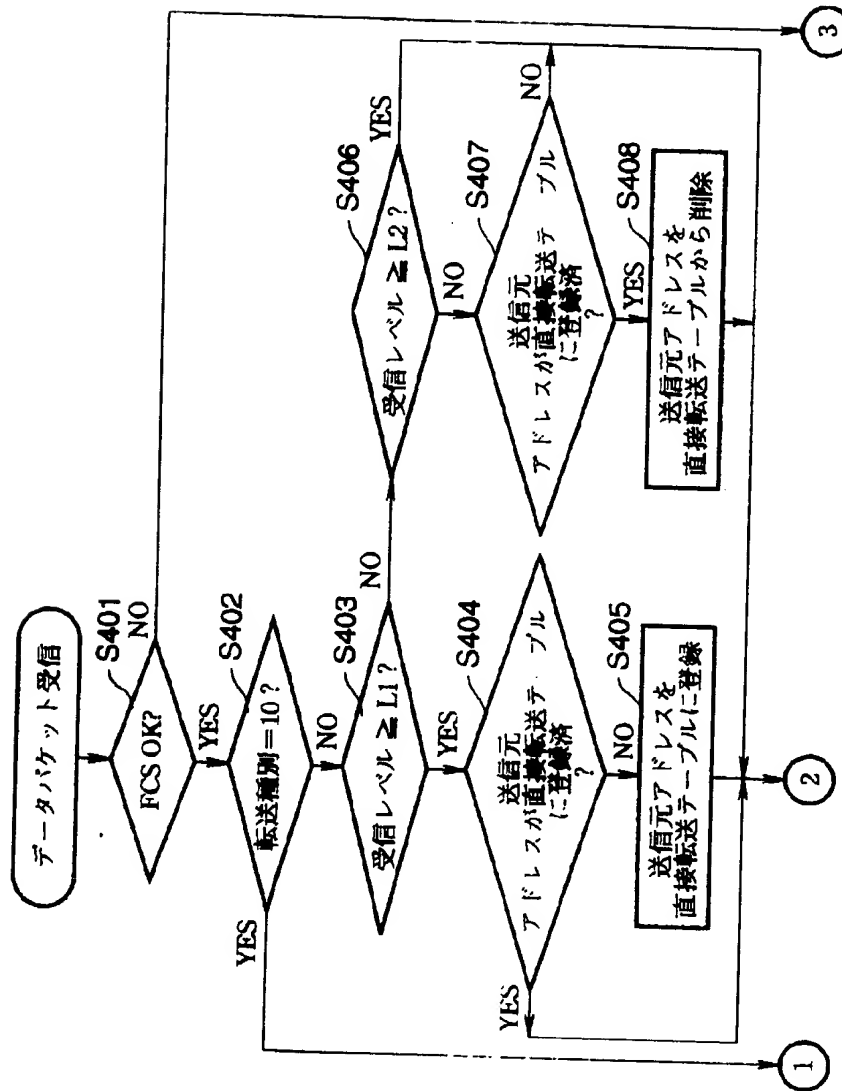 データパケット受信
S401
FCS OK?
NO
YES
S402
転送種別=10?
YES
NO
S403
受信レベル≧L1?
NO
YES
S406
受信レベル≧L2?
YES
NO
S404
送信元
アドレスが直接転送テーブル
に登録済
?
YES
NO
S407
送信元
アドレスが直接転送テーブル
に登録済
?
NO
YES
S405
送信元アドレスを
直接転送テーブルに登録
S408
送信元アドレスを
直接転送テーブルから削除
1
2
3